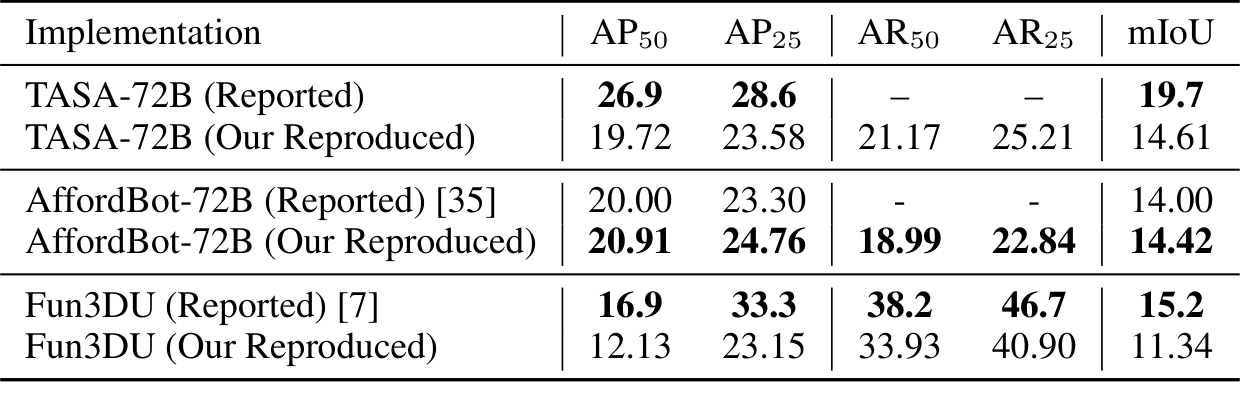 Implementation AP50 AP25 AR50 AR25 mIoU
TASA-72B (Reported) 26.9 28.6 – – 19.7
TASA-72B (Our Reproduced) 19.72 23.58 21.17 25.21 14.61
AffordBot-72B (Reported) [35] 20.00 23.30 - - 14.00
AffordBot-72B (Our Reproduced) 20.91 24.76 18.99 22.84 14.42
Fun3DU (Reported) [7] 16.9 33.3 38.2 46.7 15.2
Fun3DU (Our Reproduced) 12.13 23.15 33.93 40.90 11.34